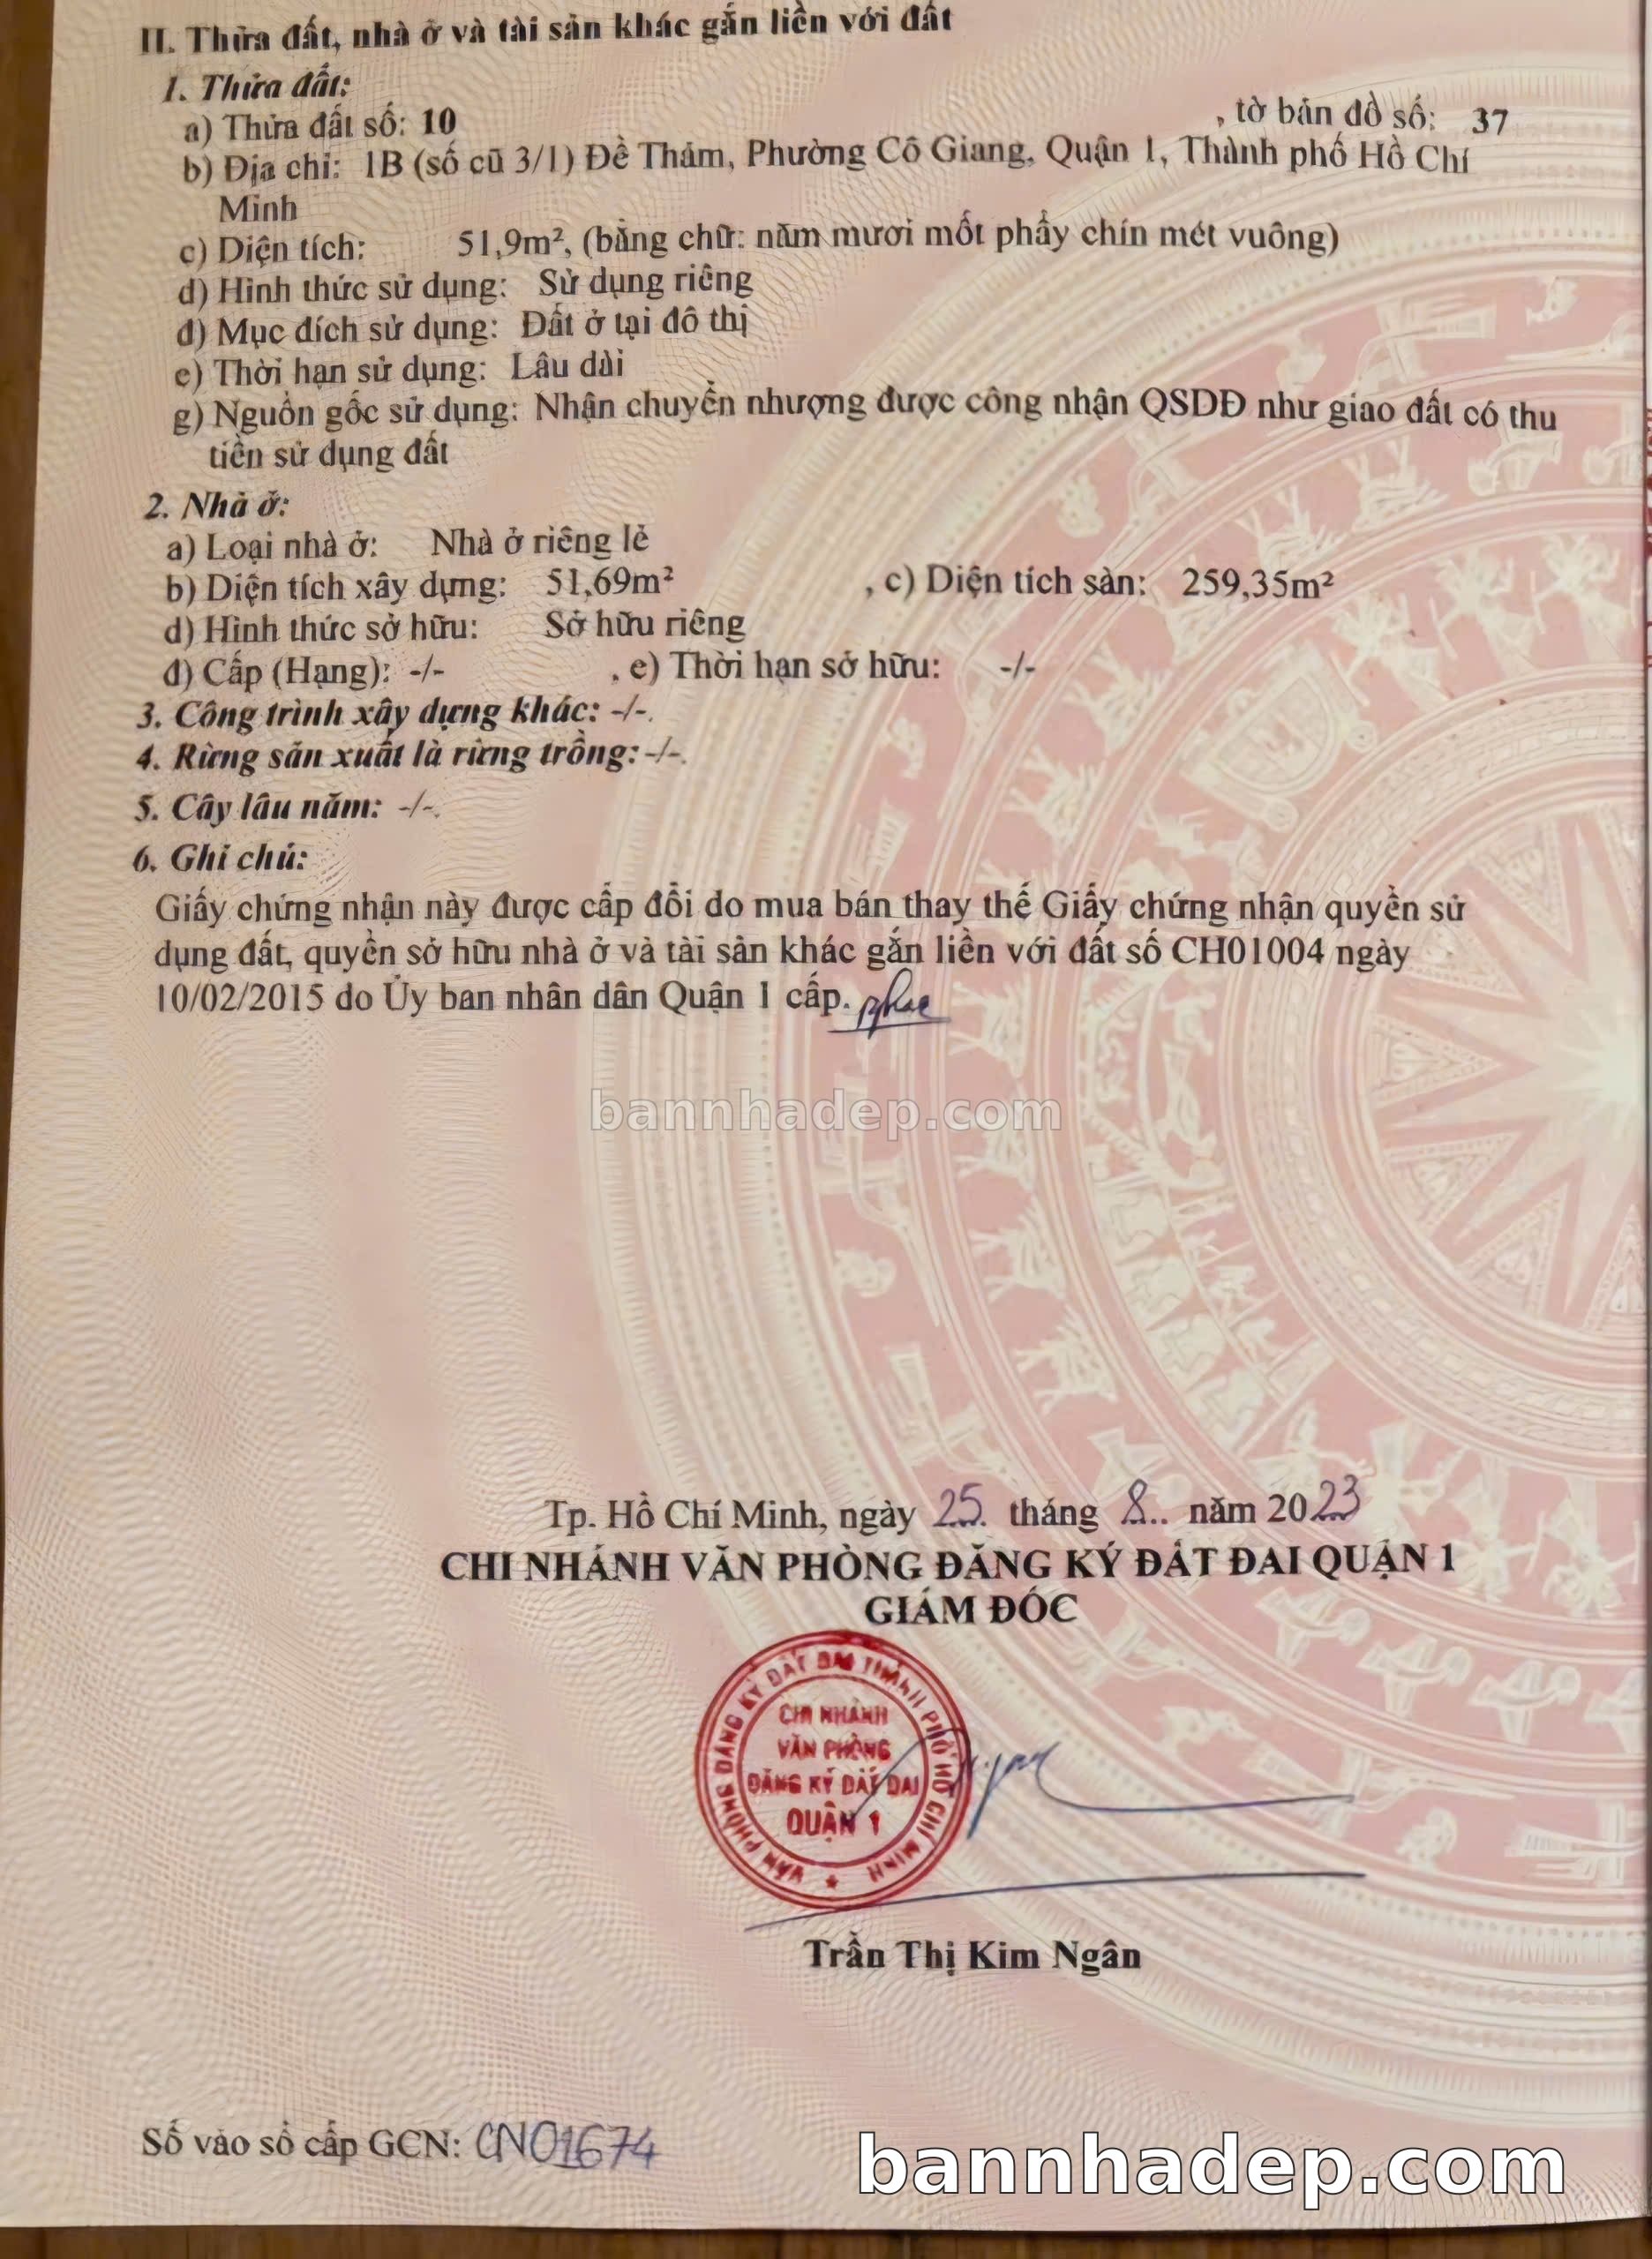 II. Thửa đất, nhà ở và tài sản khác gắn liền với đất
1. Thửa đất:
a) Thửa đất số: 10 , tờ bản đồ số: 37
b) Địa chỉ: 1B (số cũ 3/1) Đề Thám, Phường Cô Giang, Quận 1, Thành phố Hồ Chí
Minh
c) Diện tích: 51,9m², (bằng chữ: năm mươi mốt phẩy chín mét vuông)
d) Hình thức sử dụng: Sử dụng riêng
đ) Mục đích sử dụng: Đất ở tại đô thị
e) Thời hạn sử dụng: Lâu dài
g) Nguồn gốc sử dụng: Nhận chuyển nhượng được công nhận QSDĐ như giao đất có thu
tiền sử dụng đất
2. Nhà ở:
a) Loại nhà ở: Nhà ở riêng lẻ
b) Diện tích xây dựng: 51,69m² , c) Diện tích sàn: 259,35m²
d) Hình thức sở hữu: Sở hữu riêng
đ) Cấp (Hạng): -/- , e) Thời hạn sở hữu: -/-
3. Công trình xây dựng khác: -/-.
4. Rừng sản xuất là rừng trồng: -/-.
5. Cây lâu năm: -/-.
6. Ghi chú:
Giấy chứng nhận này được cấp đổi do mua bán thay thế Giấy chứng nhận quyền sử
dụng đất, quyền sở hữu nhà ở và tài sản khác gắn liền với đất số CH01004 ngày
10/02/2015 do Ủy ban nhân dân Quận 1 cấp.
bannhadep.com
Tp. Hồ Chí Minh, ngày 25 tháng 8.. năm 2023
CHI NHÁNH VĂN PHÒNG ĐĂNG KÝ ĐẤT ĐAI QUẬN 1
GIÁM ĐỐC
VĂN PHÒNG ĐĂNG KÝ ĐẤT ĐAI THÀNH PHỐ HỒ CHÍ MINH
CHI NHÁNH
VĂN PHÒNG
ĐĂNG KÝ ĐẤT ĐAI
QUẬN 1
Trần Thị Kim Ngân
Số vào sổ cấp GCN: CN01674
bannhadep.com